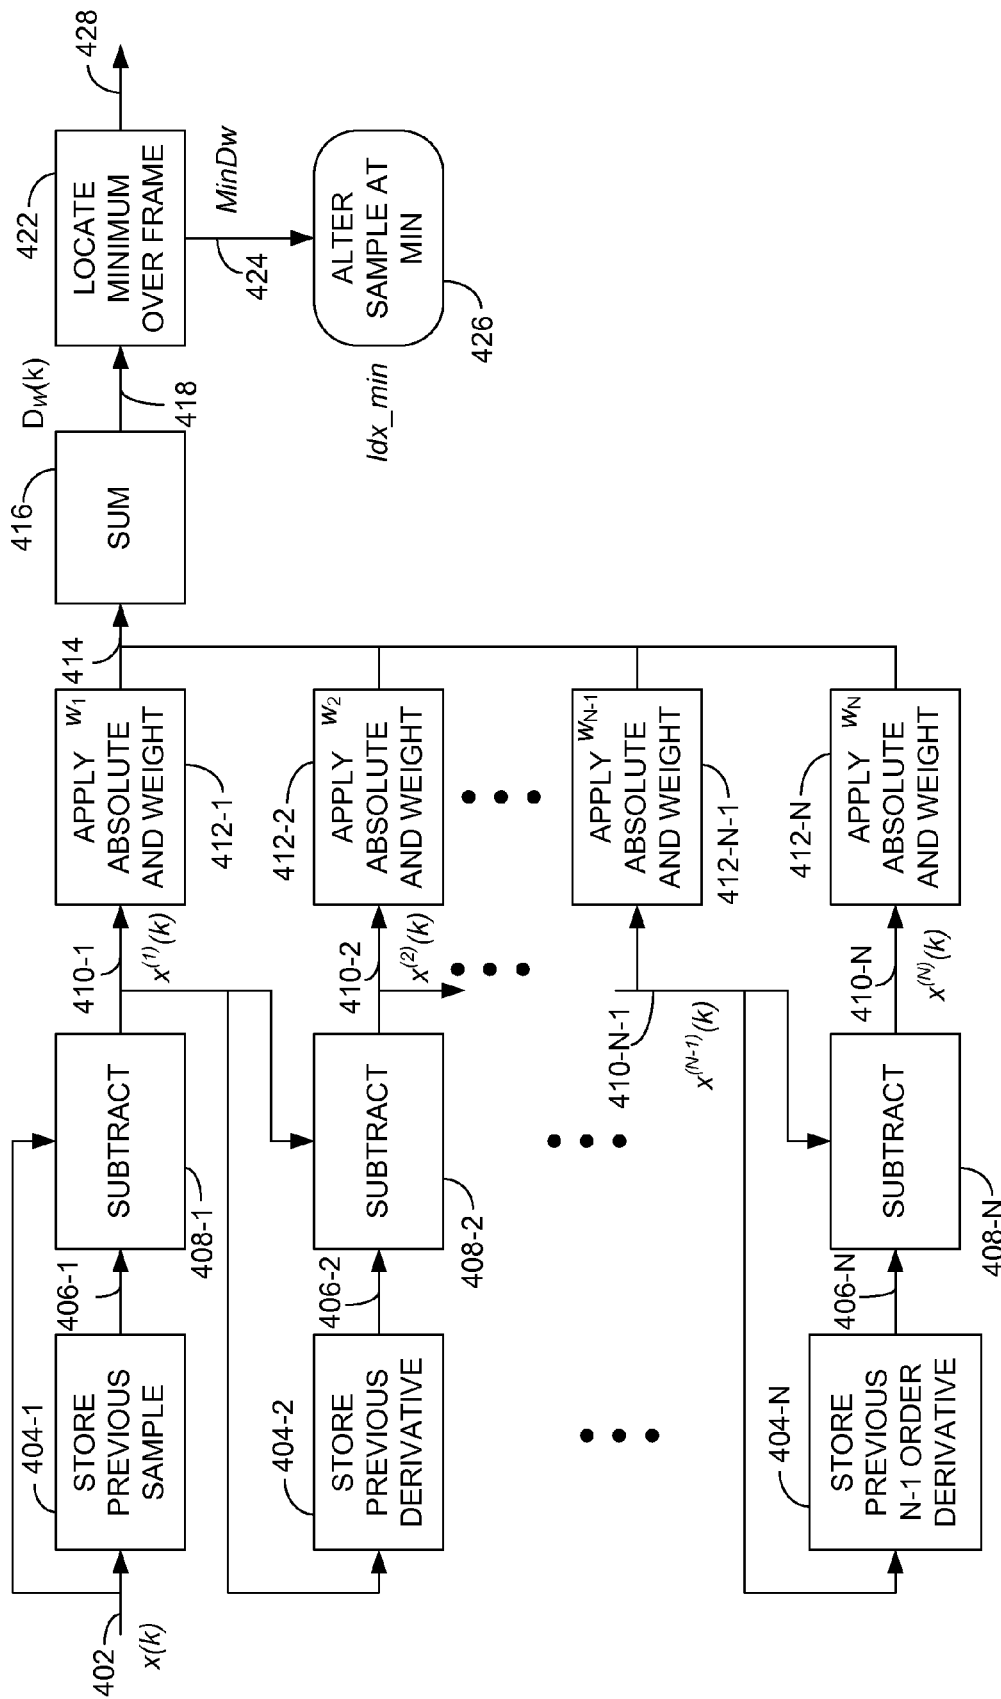 402
x(k)
404-1
STORE
PREVIOUS
SAMPLE
406-1
SUBTRACT
408-1
410-1
x(1)(k)
APPLY w1
ABSOLUTE
AND WEIGHT
412-1
414
416
SUM
DW(k)
418
422
LOCATE
MINIMUM
OVER FRAME
428
424
MinDw
ALTER
SAMPLE AT
MIN
426
Idx_min
404-2
STORE
PREVIOUS
DERIVATIVE
406-2
SUBTRACT
408-2
410-2
x(2)(k)
412-2
APPLY w2
ABSOLUTE
AND WEIGHT
410-N-1
x(N-1)(k)
APPLY wN-1
ABSOLUTE
AND WEIGHT
412-N-1
404-N
STORE
PREVIOUS
N-1 ORDER
DERIVATIVE
406-N
SUBTRACT
408-N
410-N
x(N)(k)
412-N
APPLY wN
ABSOLUTE
AND WEIGHT